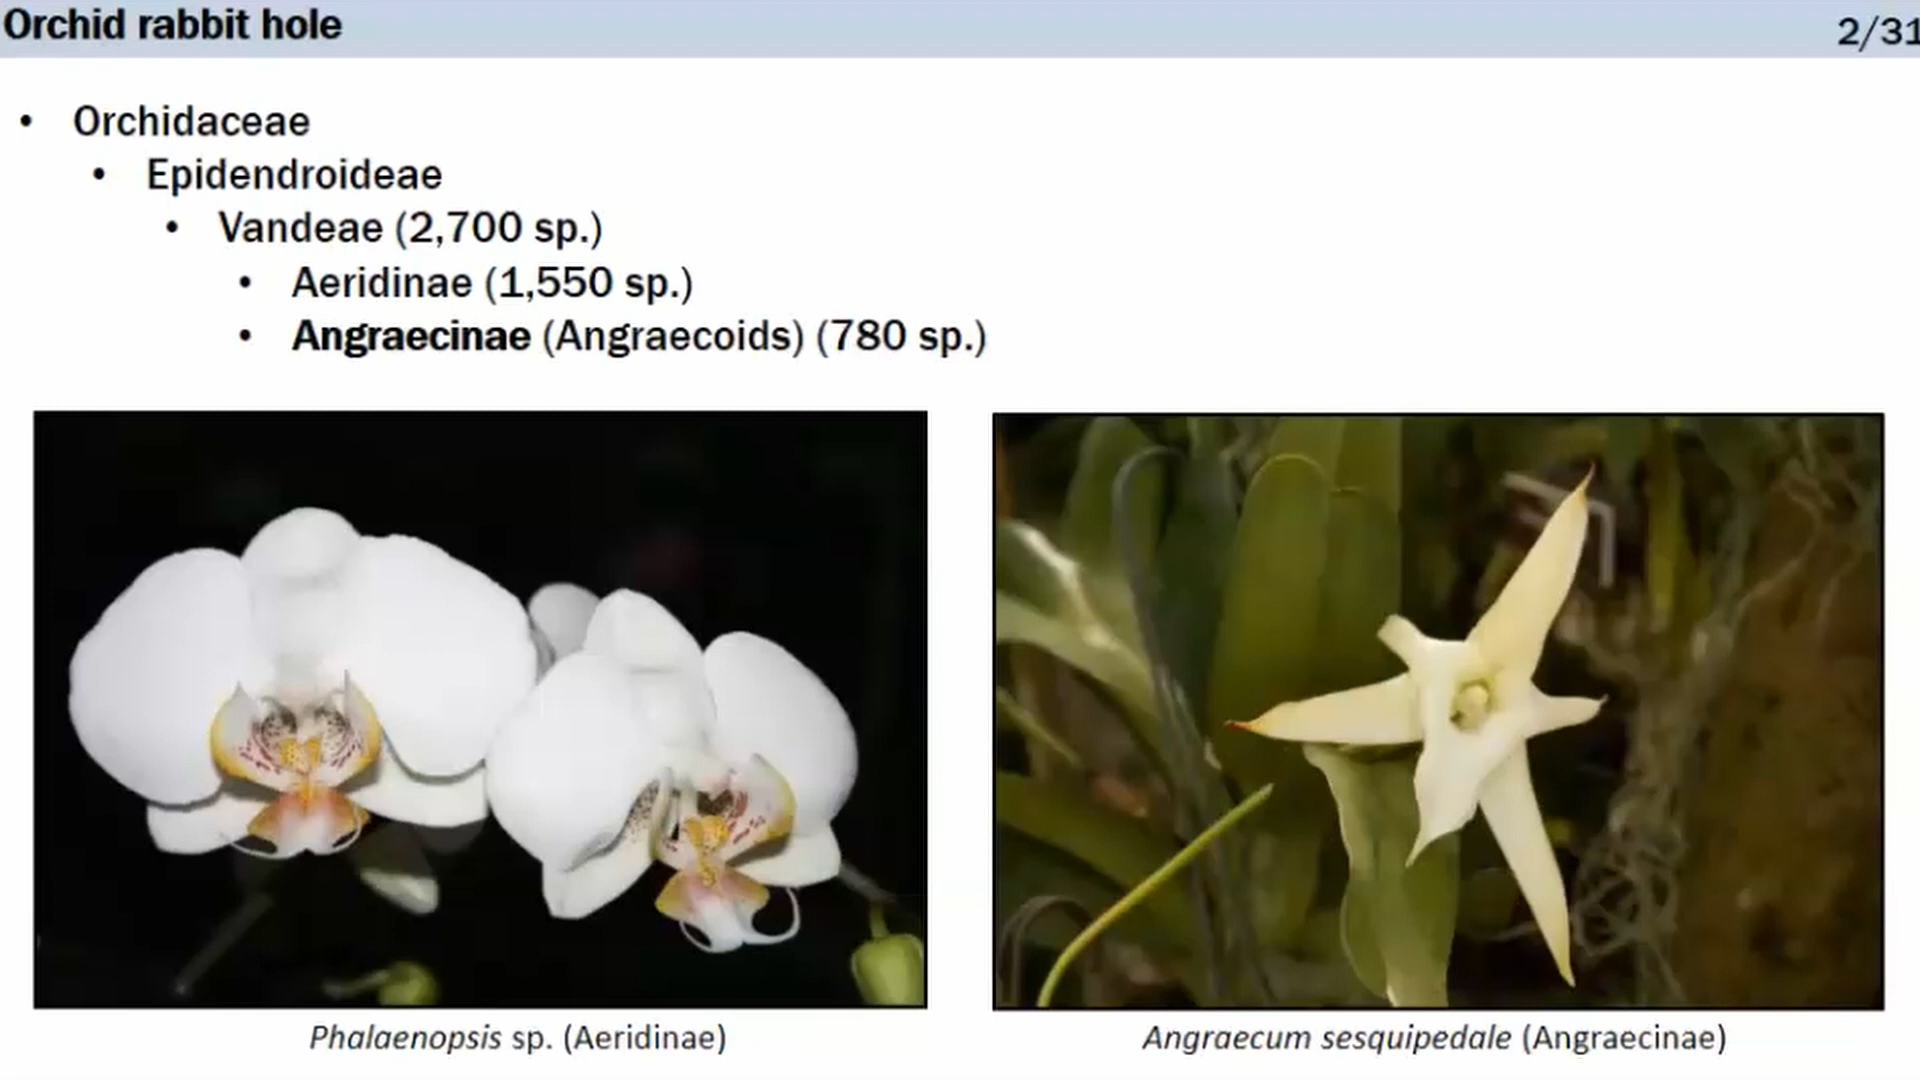 Orchid rabbit hole
2/31
• Orchidaceae
• Epidendroideae
• Vandeae (2,700 sp.)
• Aeridinae (1,550 sp.)
• Angraecinae (Angraecoids) (780 sp.)
Phalaenopsis sp. (Aeridinae)
Angraecum sesquipedale (Angraecinae)